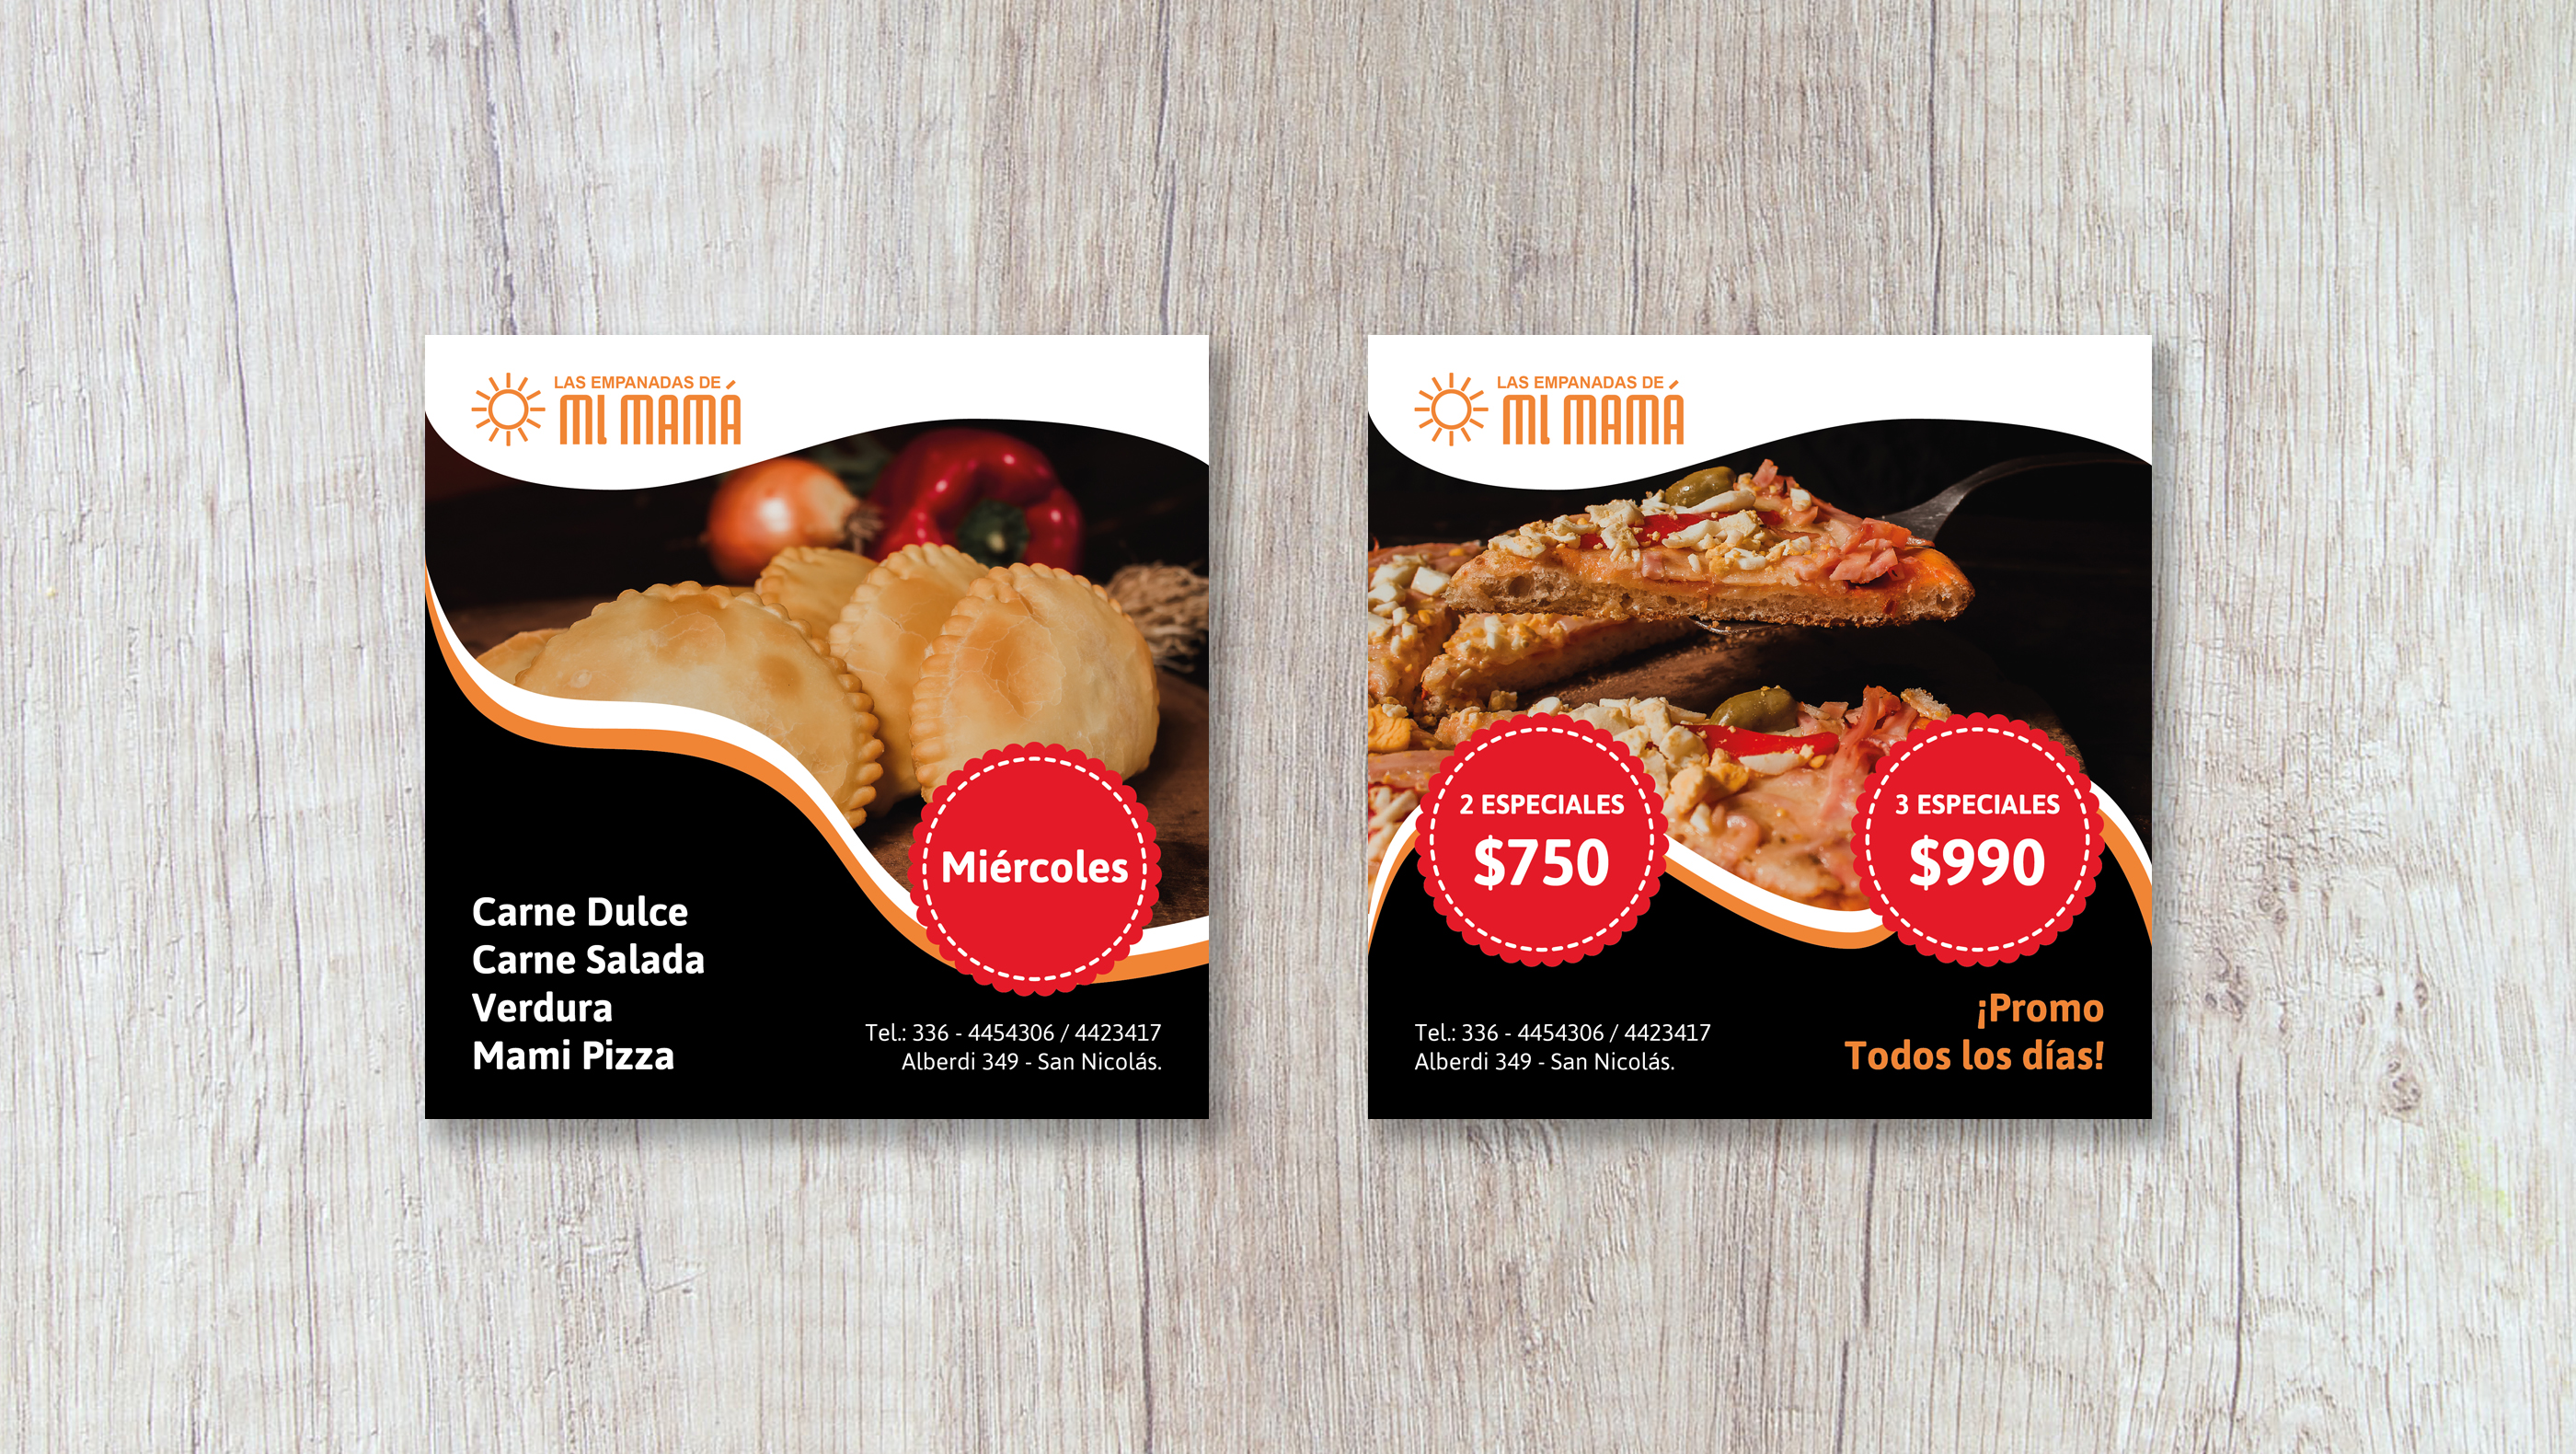 LAS EMPANADAS DE
MI MAMÁ
Miércoles
Carne Dulce
Carne Salada
Verdura
Mami Pizza
Tel.: 336 - 4454306 / 4423417
Alberdi 349 - San Nicolás.
LAS EMPANADAS DE
MI MAMÁ
2 ESPECIALES
$750
3 ESPECIALES
$990
Tel.: 336 - 4454306 / 4423417
Alberdi 349 - San Nicolás.
¡Promo
Todos los días!